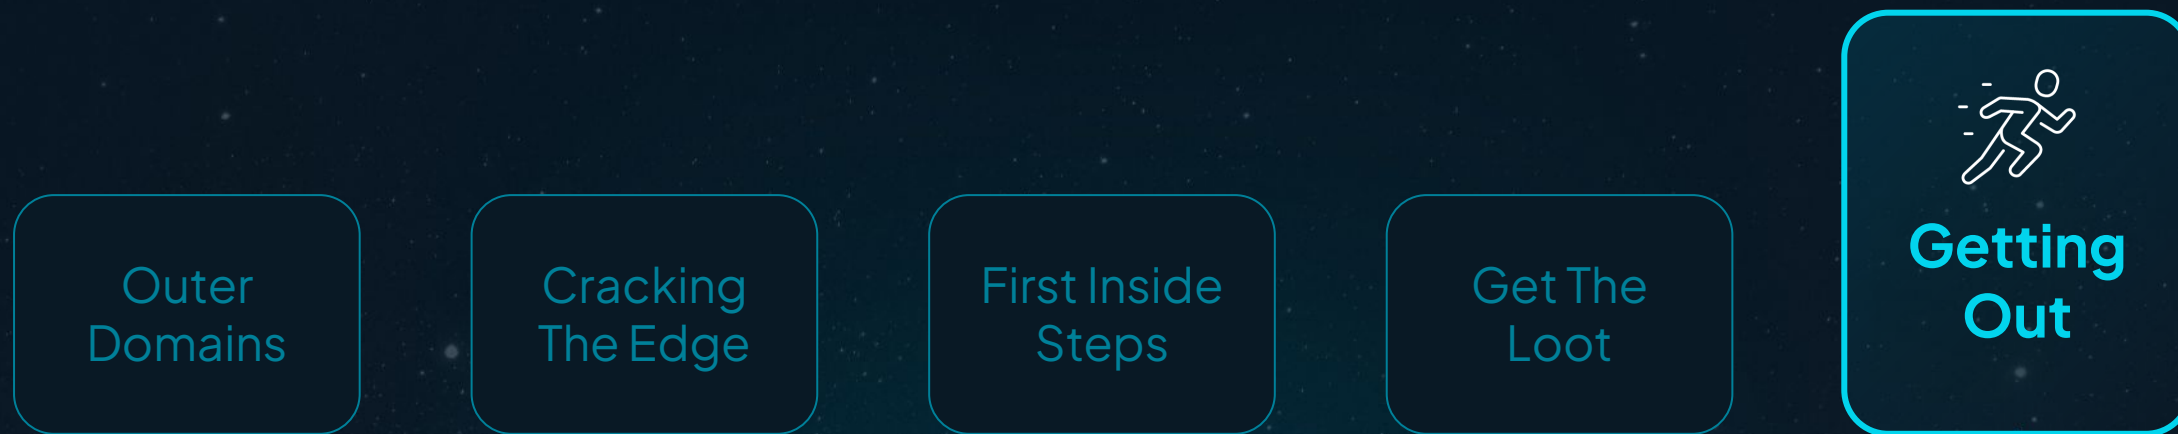 Outer
Domains
Cracking
The Edge
First Inside
Steps
Get The
Loot
Getting
Out